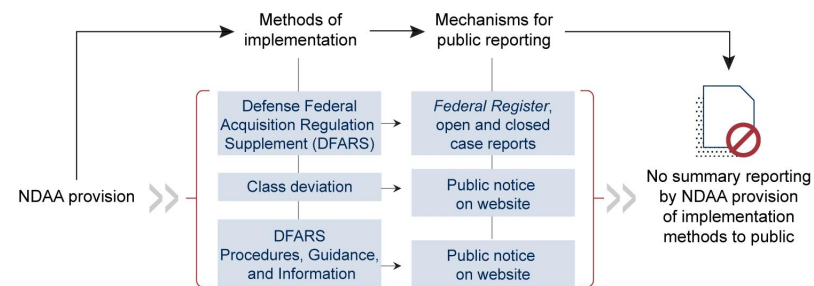 Methods of
implementation
Mechanisms for
public reporting
NDAA provision
Defense Federal
Acquisition Regulation
Supplement (DFARS)
Federal Register,
open and closed
case reports
Class deviation
Public notice
on website
DFARS
Procedures, Guidance,
and Information
Public notice
on website
No summary reporting
by NDAA provision
of implementation
methods to public